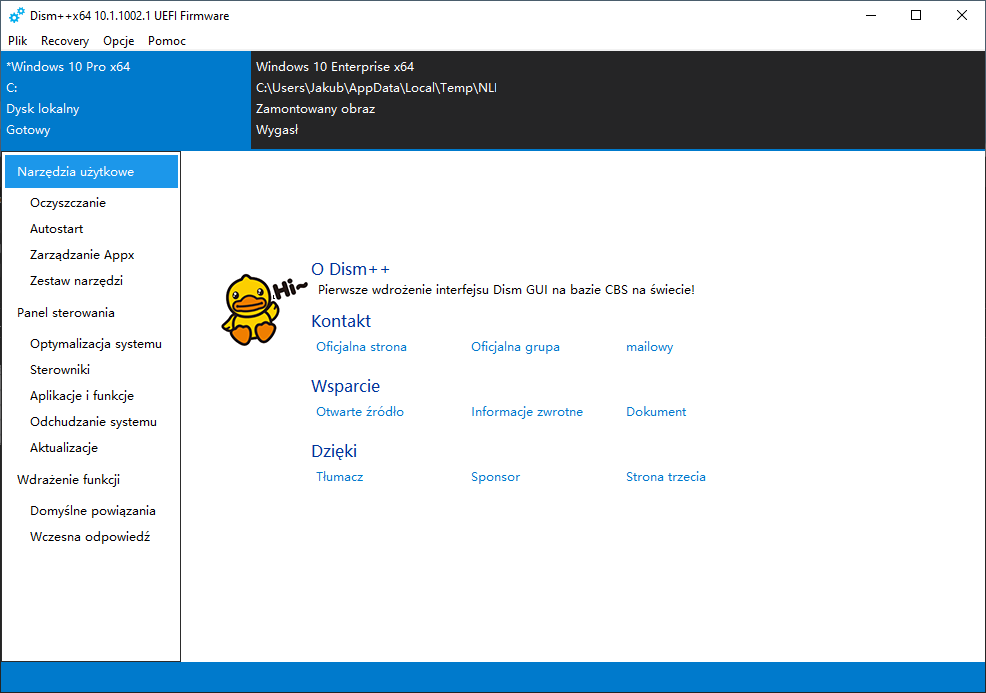 Dism++x64 10.1.1002.1 UEFI Firmware
Plik Recovery Opcje Pomoc
*Windows 10 Pro x64
C:
Dysk lokalny
Gotowy
Windows 10 Enterprise x64
C:\Users\Jakub\AppData\Local\Temp\NLI
Zamontowany obraz
Wygasł
Narzędzia użytkowe
Oczyszczanie
Autostart
Zarządzanie Appx
Zestaw narzędzi
Panel sterowania
Optymalizacja systemu
Sterowniki
Aplikacje i funkcje
Odchudzanie systemu
Aktualizacje
Wdrażenie funkcji
Domyślne powiązania
Wczesna odpowiedź
Hi~
O Dism++
Pierwsze wdrożenie interfejsu Dism GUI na bazie CBS na świecie!
Kontakt
Oficjalna strona Oficjalna grupa mailowy
Wsparcie
Otwarte źródło Informacje zwrotne Dokument
Dzięki
Tłumacz Sponsor Strona trzecia